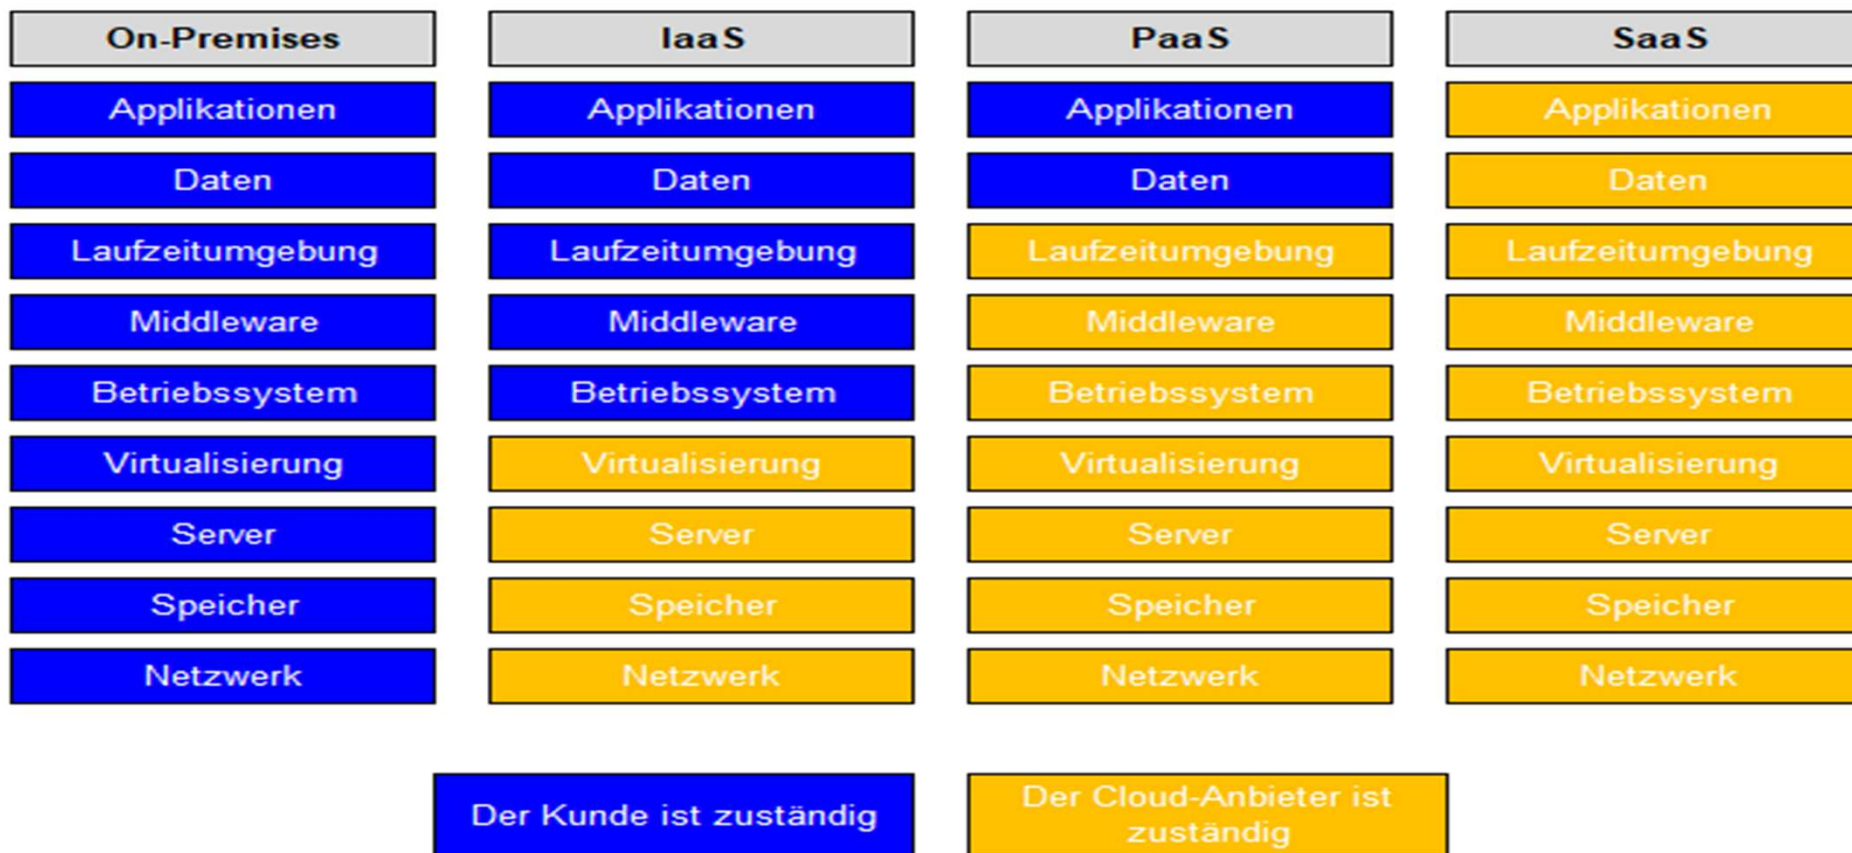 On-Premises IaaS PaaS SaaS
Applikationen Applikationen Applikationen Applikationen
Daten Daten Daten Daten
Laufzeitumgebung Laufzeitumgebung Laufzeitumgebung Laufzeitumgebung
Middleware Middleware Middleware Middleware
Betriebssystem Betriebssystem Betriebssystem Betriebssystem
Virtualisierung Virtualisierung Virtualisierung Virtualisierung
Server Server Server Server
Speicher Speicher Speicher Speicher
Netzwerk Netzwerk Netzwerk Netzwerk
Der Kunde ist zuständig
Der Cloud-Anbieter ist
zuständig